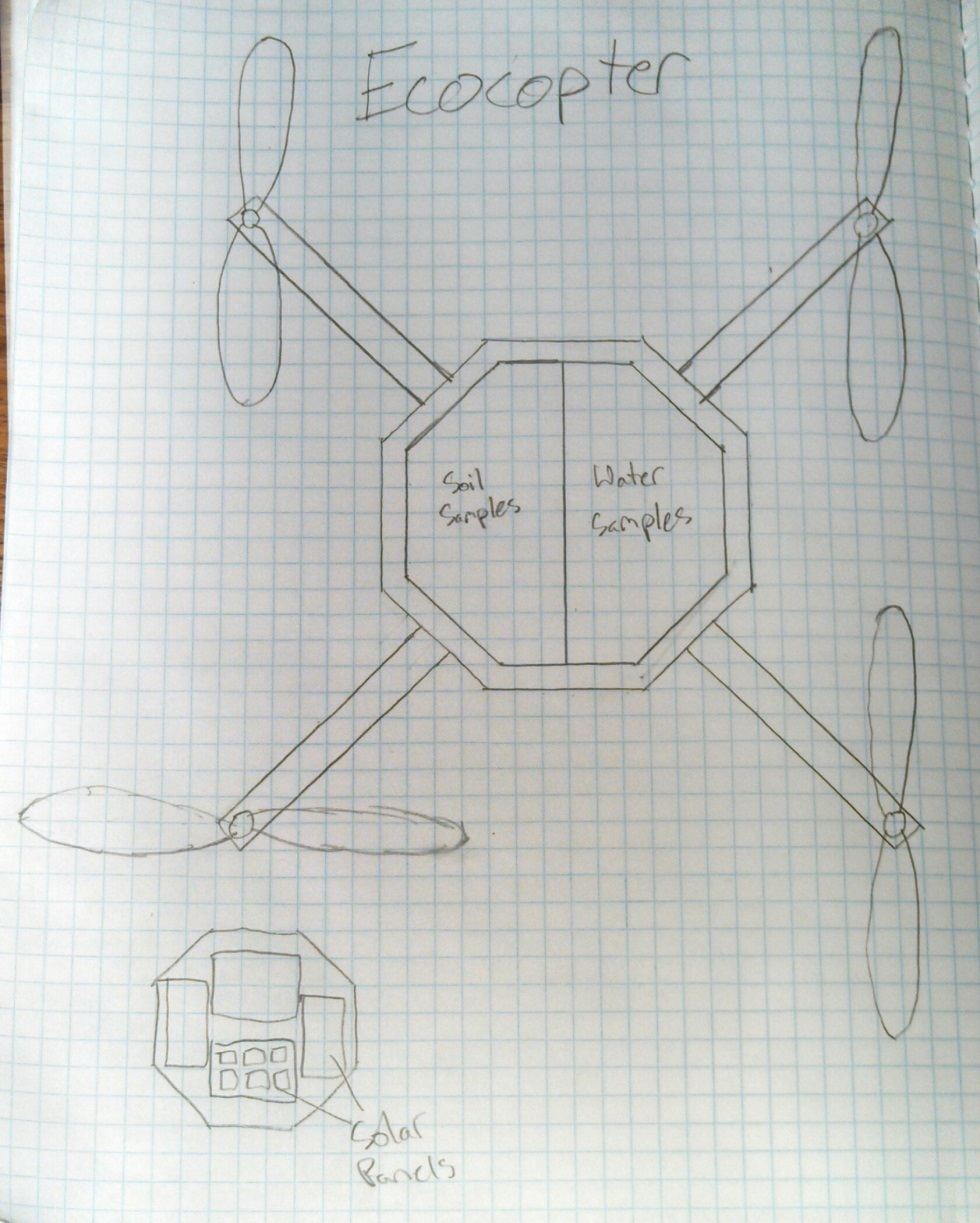 Ecocopter
Soil
Samples
Water
Samples
Solar
Panels